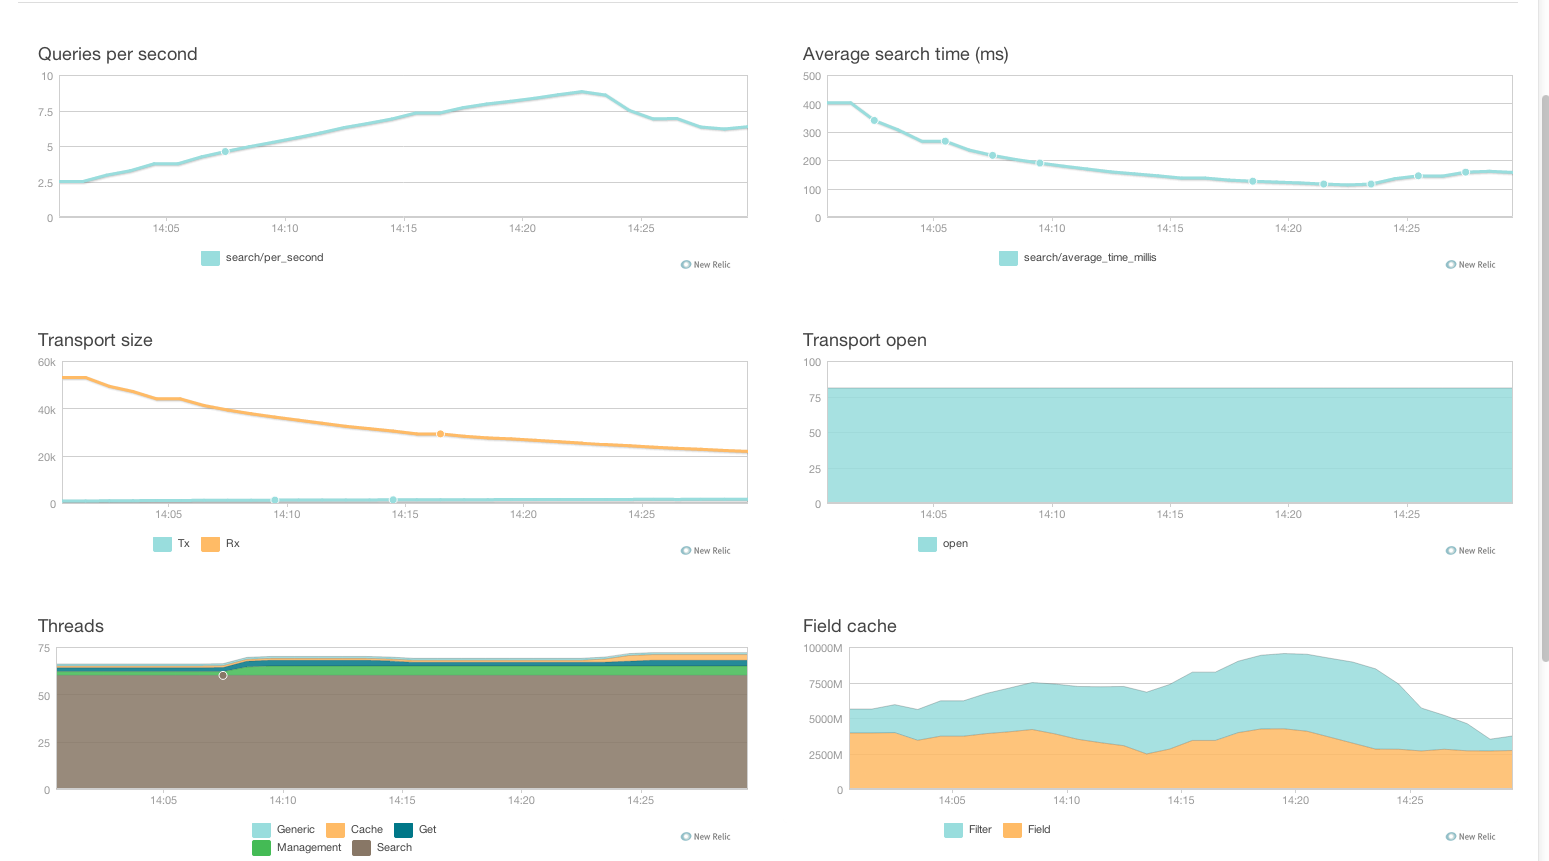 Queries per second
10
7.5
5
2.5
0
14:05 14:10 14:15 14:20 14:25
search/per_second
New Relic
Average search time (ms)
500
400
300
200
100
0
14:05 14:10 14:15 14:20 14:25
search/average_time_millis
New Relic
Transport size
60k
40k
20k
0
14:05 14:10 14:15 14:20 14:25
Tx Rx
New Relic
Transport open
100
75
50
25
0
14:05 14:10 14:15 14:20 14:25
open
New Relic
Threads
75
50
25
0
14:05 14:10 14:15 14:20 14:25
Generic Cache Get
Management Search
New Relic
Field cache
10000M
7500M
5000M
2500M
0
14:05 14:10 14:15 14:20 14:25
Filter Field
New Relic